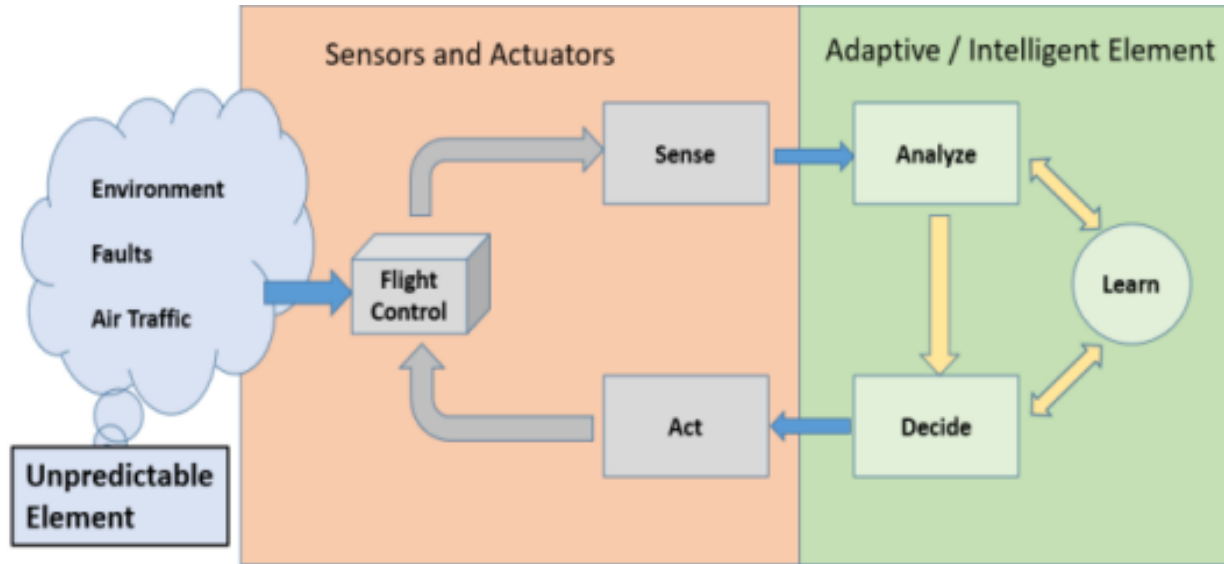 Sensors and Actuators
Adaptive / Intelligent Element
Environment
Faults
Air Traffic
Flight
Control
Sense
Analyze
Learn
Act
Decide
Unpredictable
Element